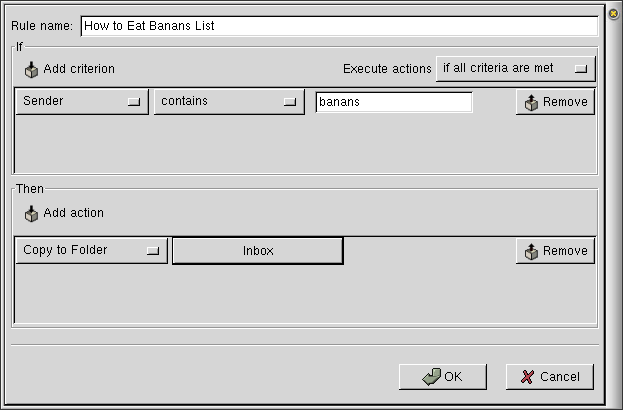 Rule name: How to Eat Banans List
If
Add criterion Execute actions if all criteria are met
Sender contains banans Remove
Then
Add action
Copy to Folder Inbox Remove
OK Cancel